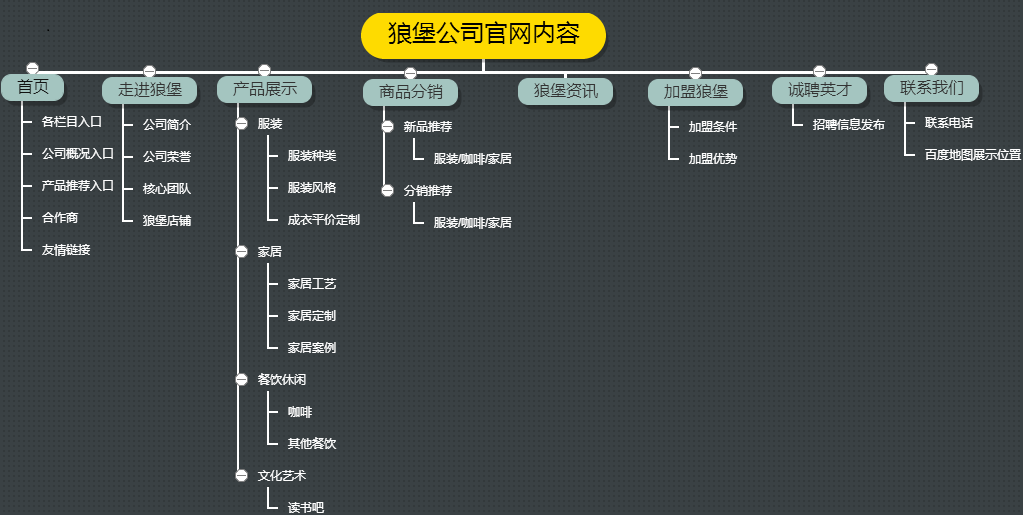 狼堡公司官网内容
首页
各栏目入口
公司概况入口
产品推荐入口
合作商
友情链接
走进狼堡
公司简介
公司荣誉
核心团队
狼堡店铺
产品展示
服装
服装种类
服装风格
成衣平价定制
家居
家居工艺
家居定制
家居案例
餐饮休闲
咖啡
其他餐饮
文化艺术
读书吧
商品分销
新品推荐
服装/咖啡/家居
分销推荐
服装/咖啡/家居
狼堡资讯
加盟狼堡
加盟条件
加盟优势
诚聘英才
招聘信息发布
联系我们
联系电话
百度地图展示位置